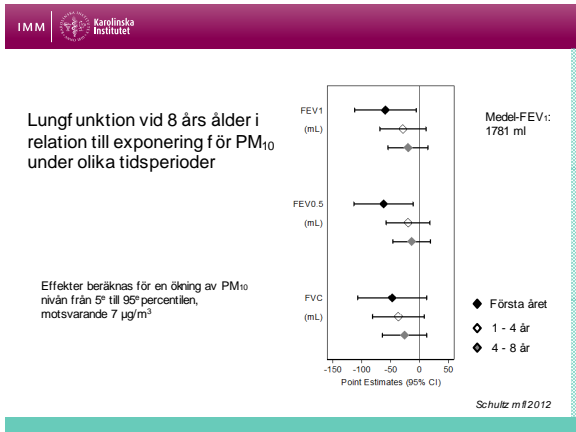 IMM
Karolinska
Institutet
Lungfunktion vid 8 års ålder i
relation till exponering för PM10
under olika tidsperioder
Effekter beräknas för en ökning av PM10
nivån från 5e till 95e percentilen,
motsvarande 7 µg/m3
FEV1
(mL)
FEV0.5
(mL)
FVC
(mL)
-150 -100 -50 0 50
Point Estimates (95% CI)
Medel-FEV1:
1781 ml
Första året
1 - 4 år
4 - 8 år
Schultz mfl 2012